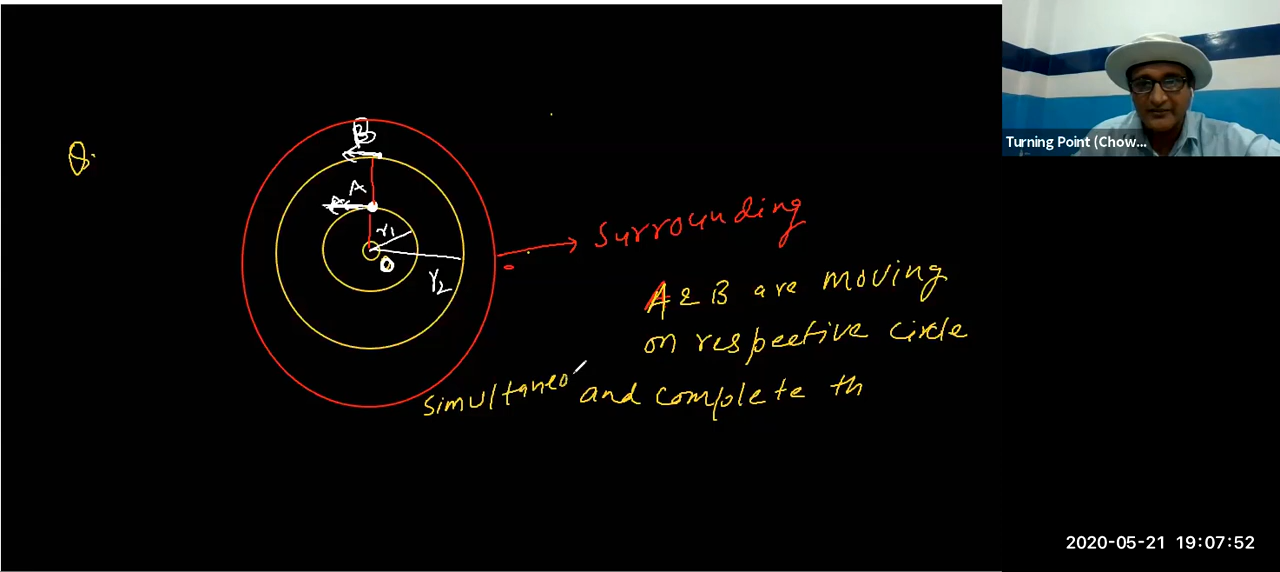 Q.
B
A
r1
O
r2
Surrounding
A & B are moving
on respective circle
simultaneo and complete th
Turning Point (Chow...
2020-05-21 19:07:52